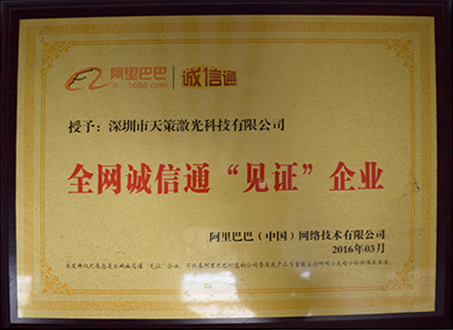 阿里巴巴 诚信通
1688.com
授予：深圳市天策激光科技有限公司
全网诚信通“见证”企业
阿里巴巴（中国）网络技术有限公司
2016年03月